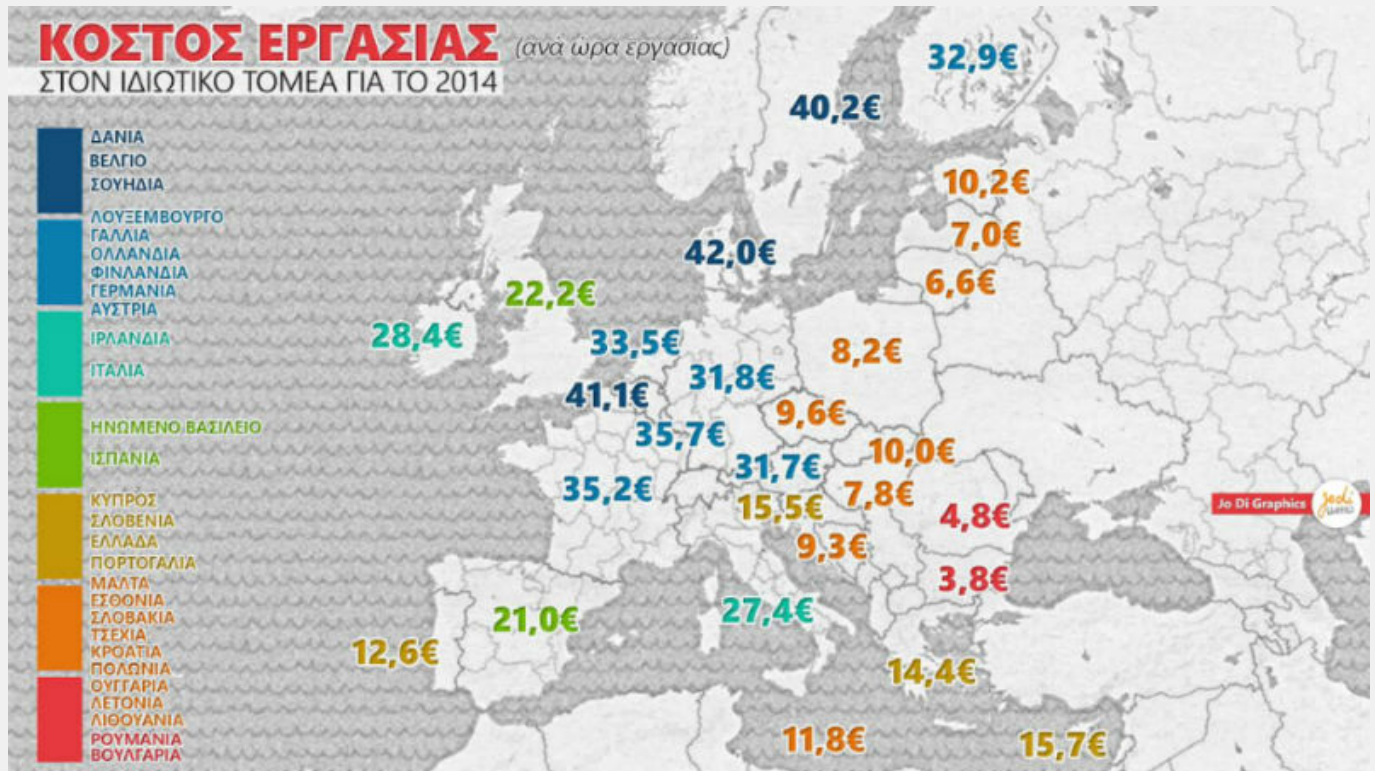 ΚΟΣΤΟΣ ΕΡΓΑΣΙΑΣ (ανά ώρα εργασίας)
ΣΤΟΝ ΙΔΙΩΤΙΚΟ ΤΟΜΕΑ ΓΙΑ ΤΟ 2014
ΔΑΝΙΑ
ΒΕΛΓΙΟ
ΣΟΥΗΔΙΑ
ΛΟΥΞΕΜΒΟΥΡΓΟ
ΓΑΛΛΙΑ
ΟΛΛΑΝΔΙΑ
ΦΙΝΛΑΝΔΙΑ
ΓΕΡΜΑΝΙΑ
ΑΥΣΤΡΙΑ
ΙΡΛΑΝΔΙΑ
ΙΤΑΛΙΑ
ΗΝΩΜΕΝΟ ΒΑΣΙΛΕΙΟ
ΙΣΠΑΝΙΑ
ΚΥΠΡΟΣ
ΣΛΟΒΕΝΙΑ
ΕΛΛΑΔΑ
ΠΟΡΤΟΓΑΛΙΑ
ΜΑΛΤΑ
ΕΣΘΟΝΙΑ
ΣΛΟΒΑΚΙΑ
ΤΣΕΧΙΑ
ΚΡΟΑΤΙΑ
ΠΟΛΩΝΙΑ
ΟΥΓΓΑΡΙΑ
ΛΕΤΟΝΙΑ
ΛΙΘΟΥΑΝΙΑ
ΡΟΥΜΑΝΙΑ
ΒΟΥΛΓΑΡΙΑ
32,9€
40,2€
10,2€
7,0€
42,0€
6,6€
22,2€
28,4€
33,5€
8,2€
31,8€
41,1€
9,6€
35,7€
10,0€
31,7€
35,2€
7,8€
15,5€
4,8€
9,3€
3,8€
21,0€
27,4€
12,6€
14,4€
11,8€
15,7€
Jo Di Graphics